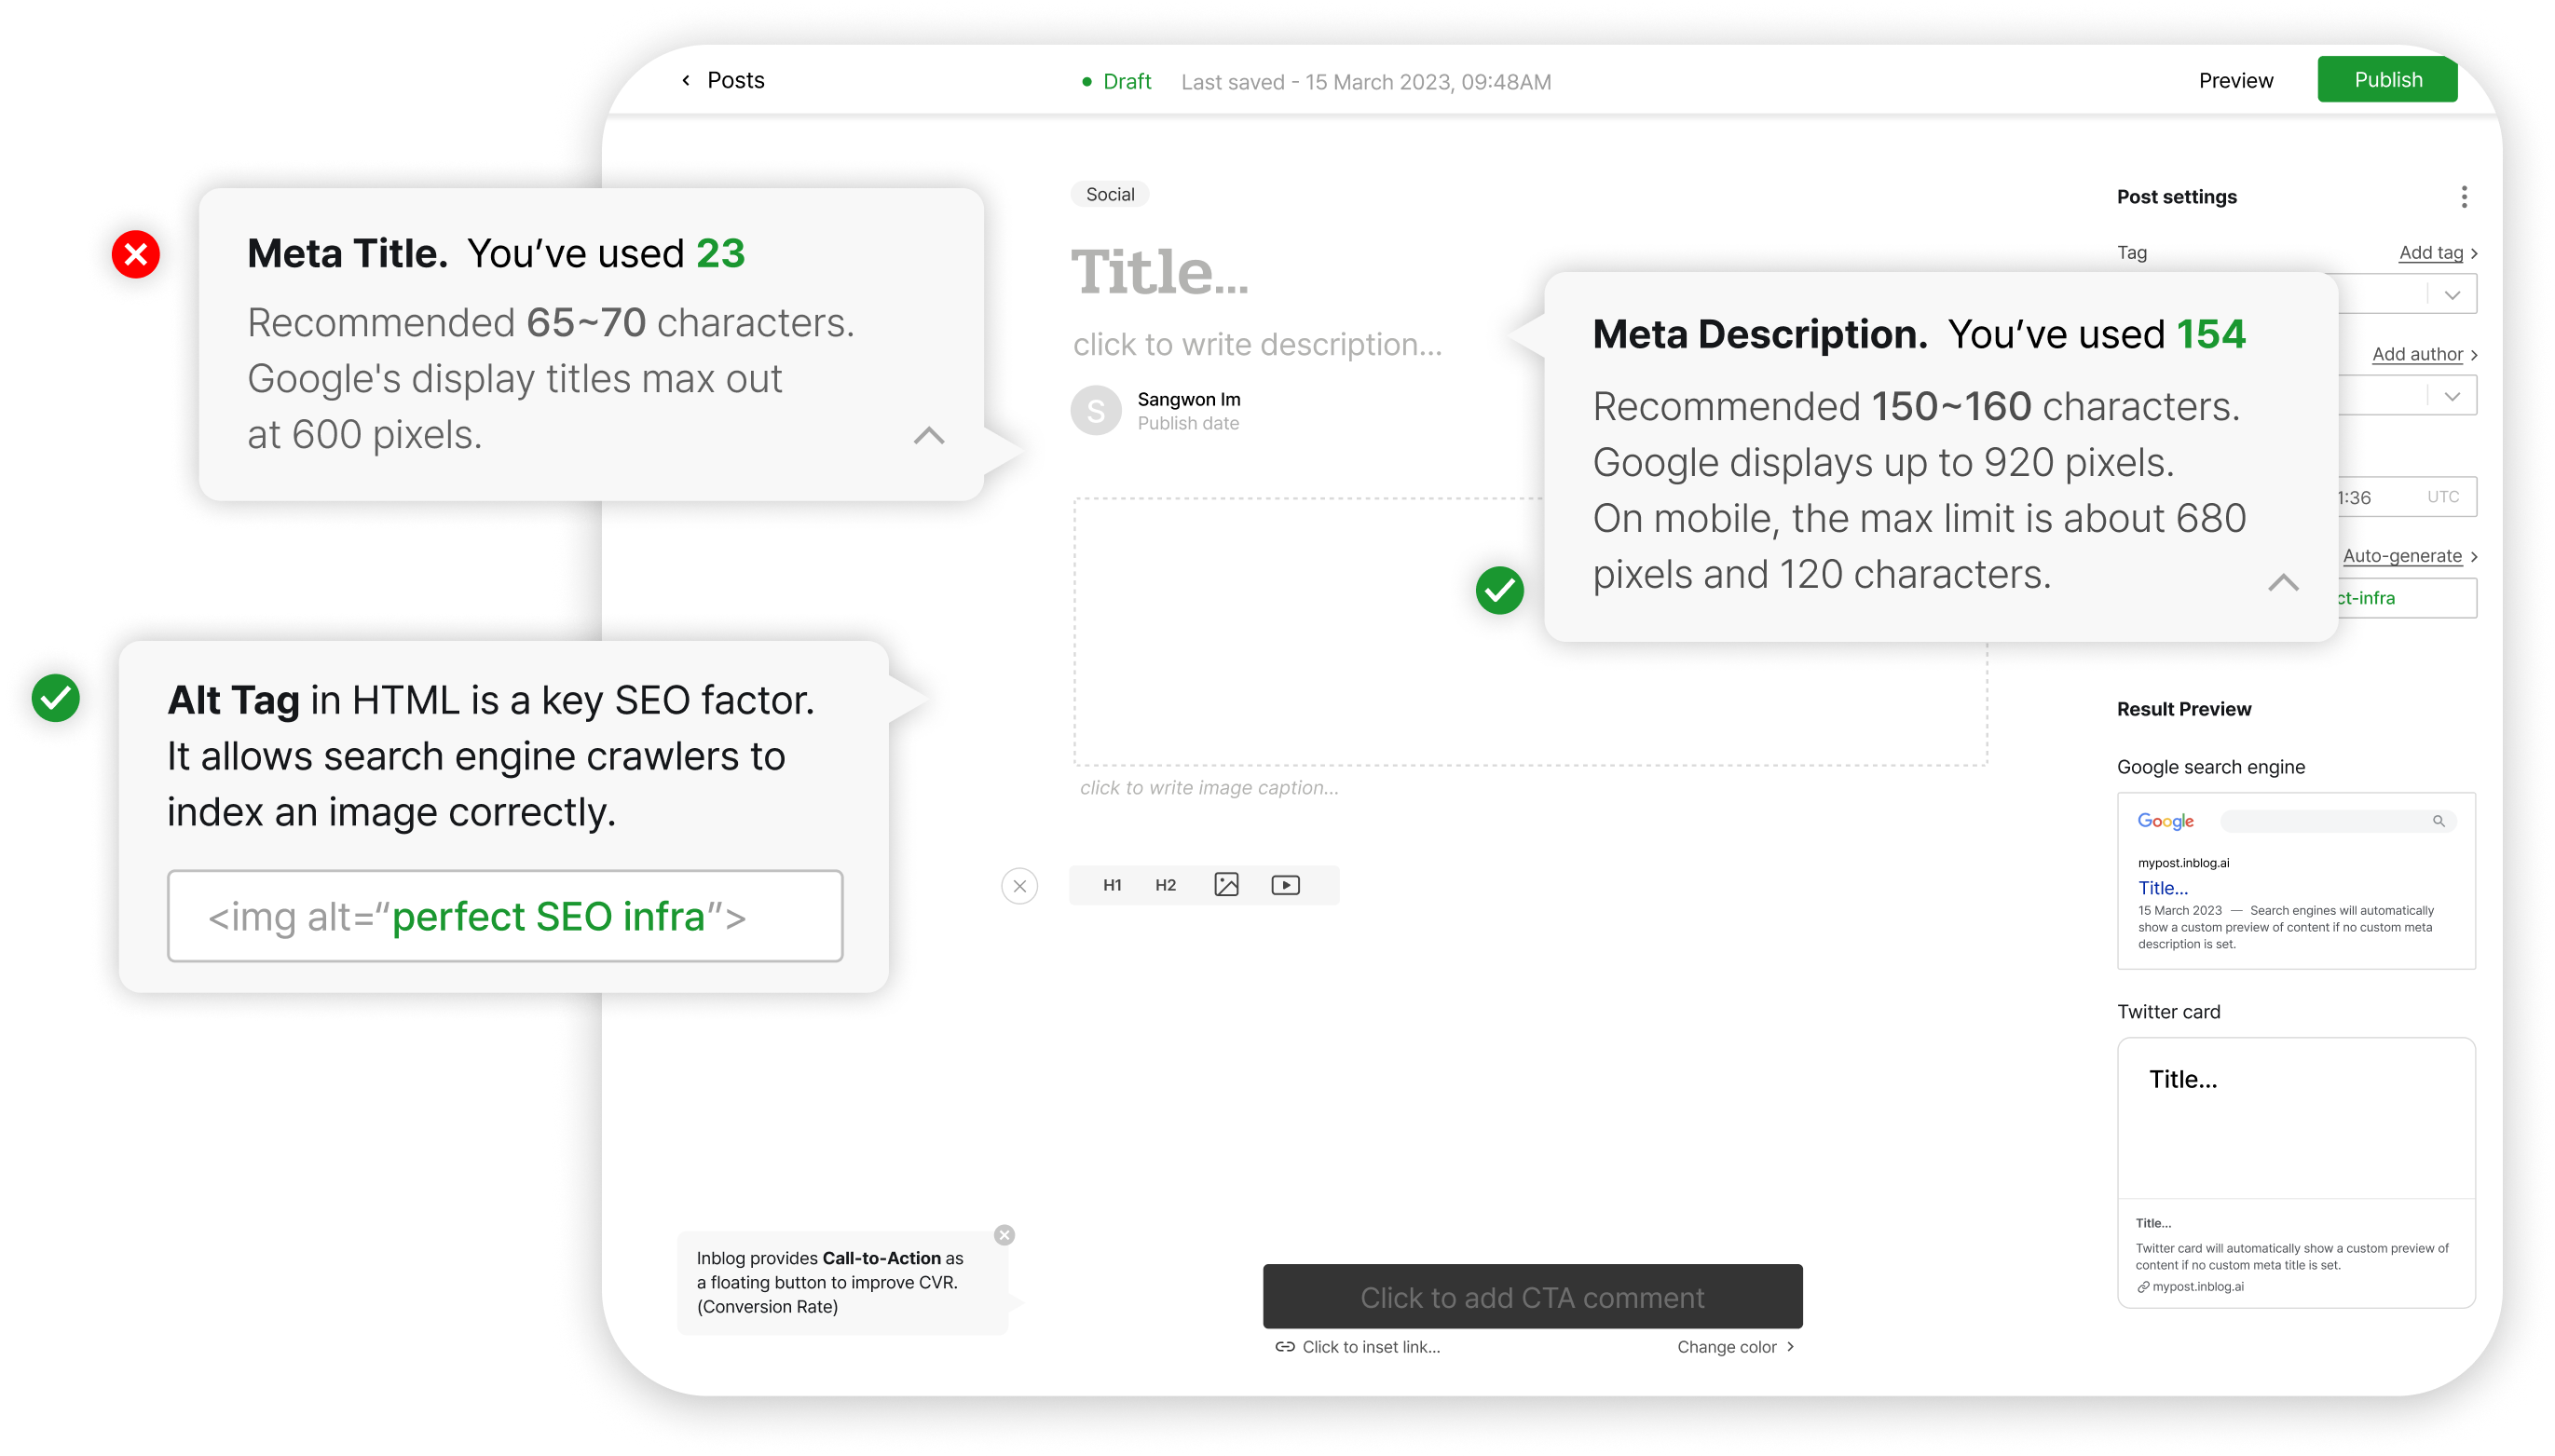 Posts
Draft
Last saved - 15 March 2023, 09:48AM
Preview
Publish
Meta Title. You’ve used 23
Recommended 65~70 characters.
Google's display titles max out
at 600 pixels.
Alt Tag in HTML is a key SEO factor.
It allows search engine crawlers to
index an image correctly.
<img alt=“perfect SEO infra”>
Social
Title...
click to write description...
S
Sangwon Im
Publish date
click to write image caption...
H1 H2
Meta Description. You’ve used 154
Recommended 150~160 characters.
Google displays up to 920 pixels.
On mobile, the max limit is about 680
pixels and 120 characters.
Post settings
Tag
Add tag
Add author
1:36 UTC
Auto-generate
ct-infra
Result Preview
Google search engine
Google
mypost.inblog.ai
Title...
15 March 2023 — Search engines will automatically
show a custom preview of content if no custom meta
description is set.
Twitter card
Title...
Title...
Twitter card will automatically show a custom preview of
content if no custom meta title is set.
mypost.inblog.ai
Inblog provides Call-to-Action as
a floating button to improve CVR.
(Conversion Rate)
Click to add CTA comment
Click to inset link...
Change color